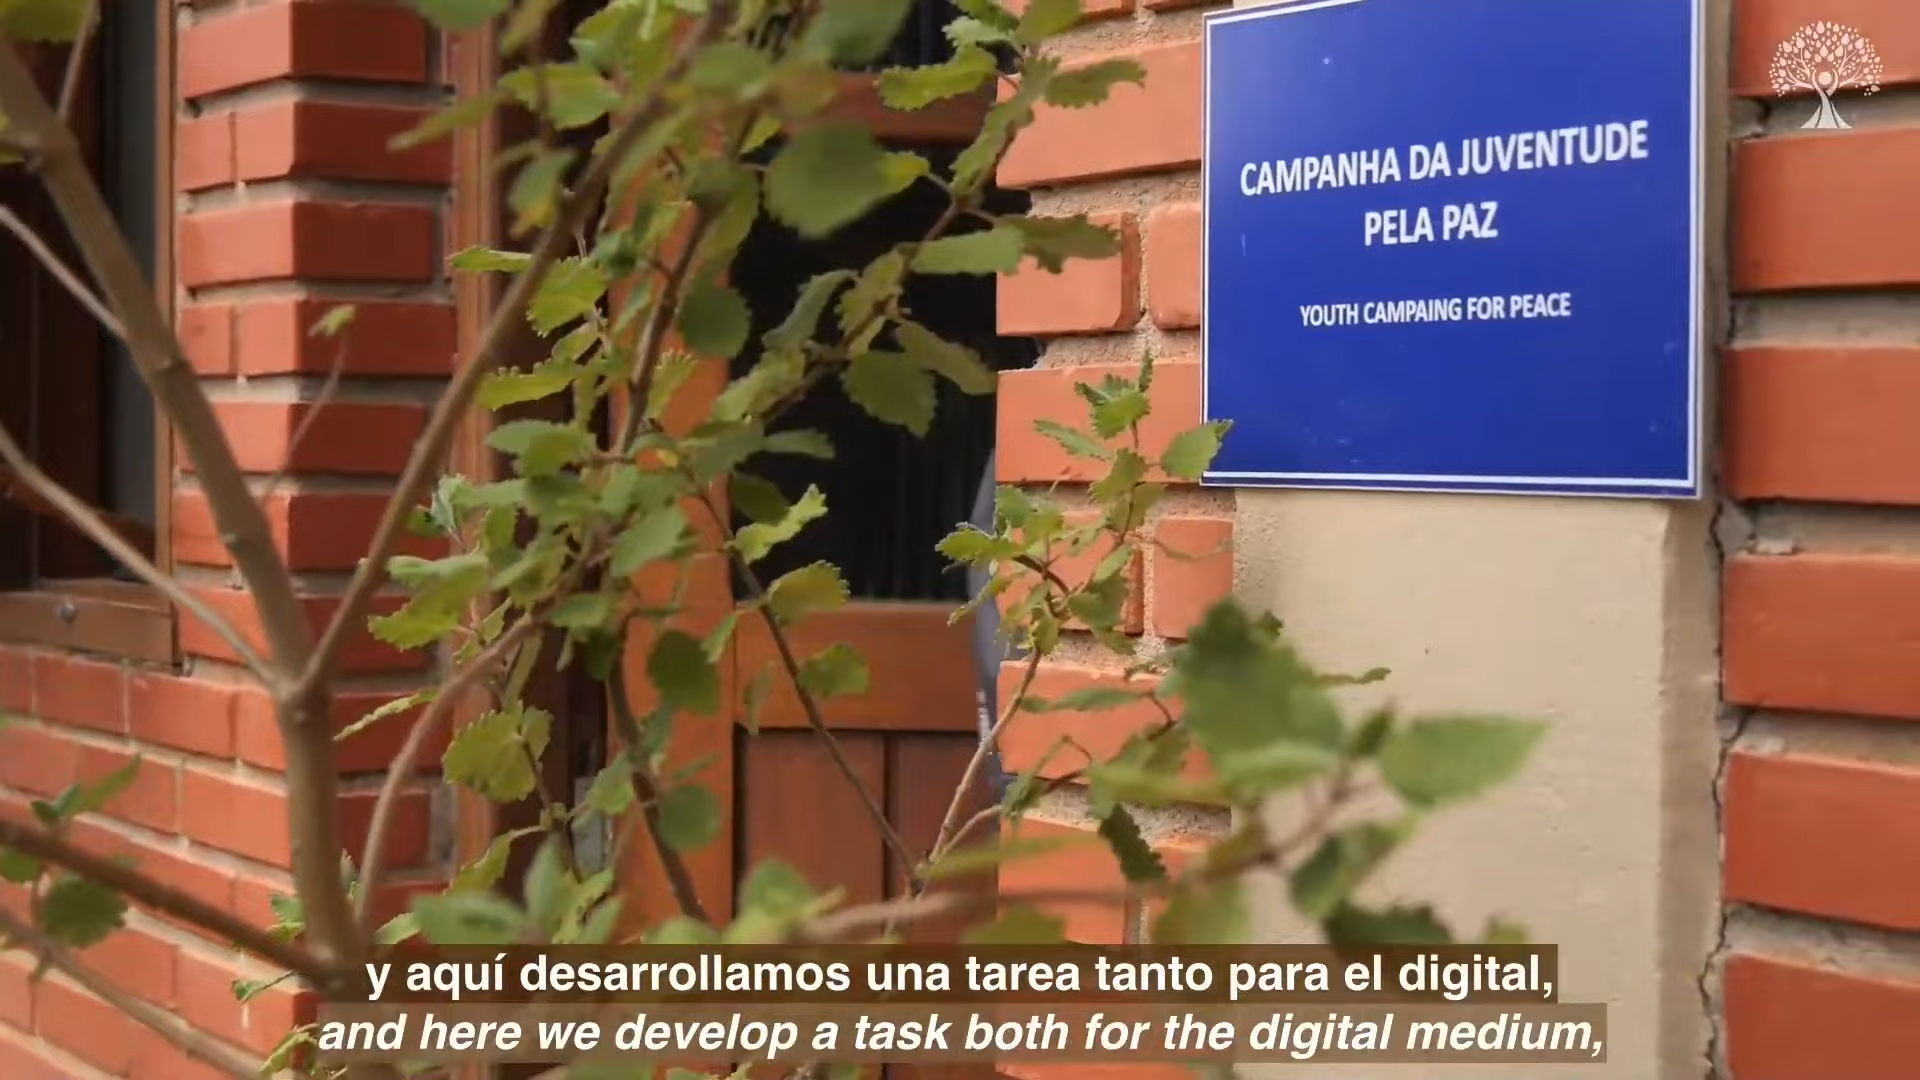 CAMPANHA DA JUVENTUDE
PELA PAZ
YOUTH CAMPAING FOR PEACE
y aquí desarrollamos una tarea tanto para el digital,
and here we develop a task both for the digital medium,